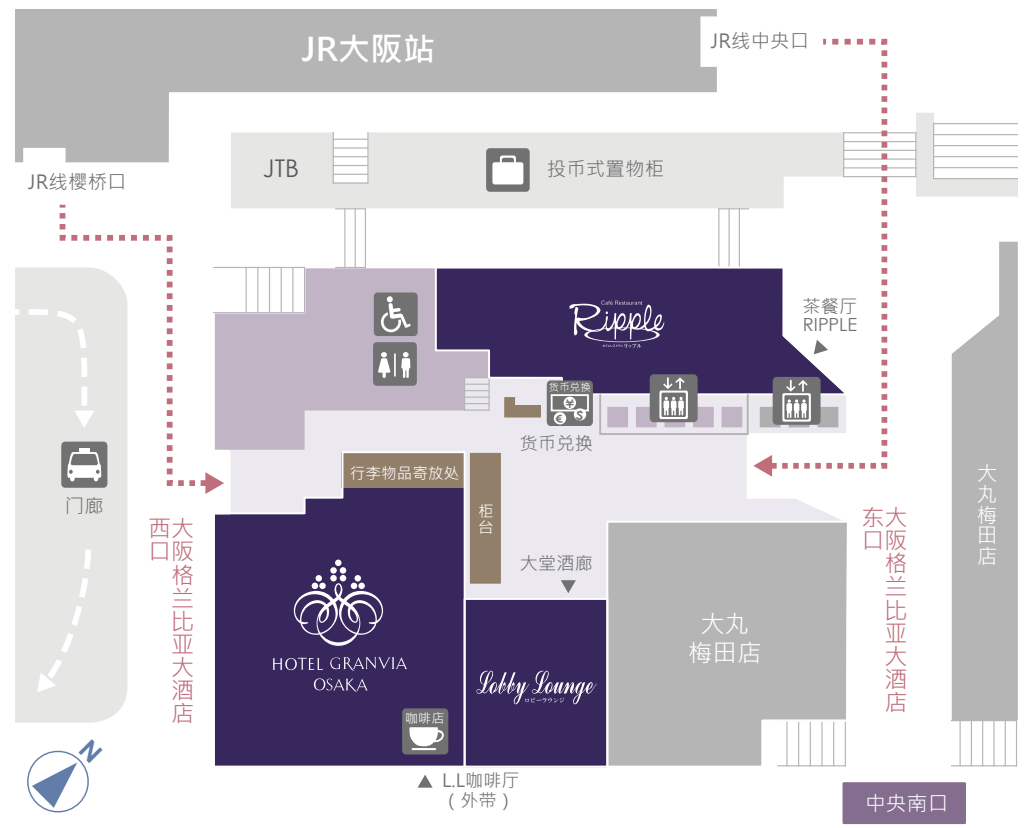 JR大阪站
JR线中央口
JTB
投币式置物柜
JR线樱桥口
Café Restaurant
Ripple
茶餐厅
RIPPLE
货币兑换
货币兑换
门廊
行李物品寄放处
柜台
大堂酒廊
大阪格兰比亚大酒店
西口
大阪格兰比亚大酒店
东口
大丸梅田店
大丸
梅田店
HOTEL GRANVIA
OSAKA
Lobby Lounge
ロビーラウンジ
咖啡店
L.L咖啡厅
(外带)
N
中央南口